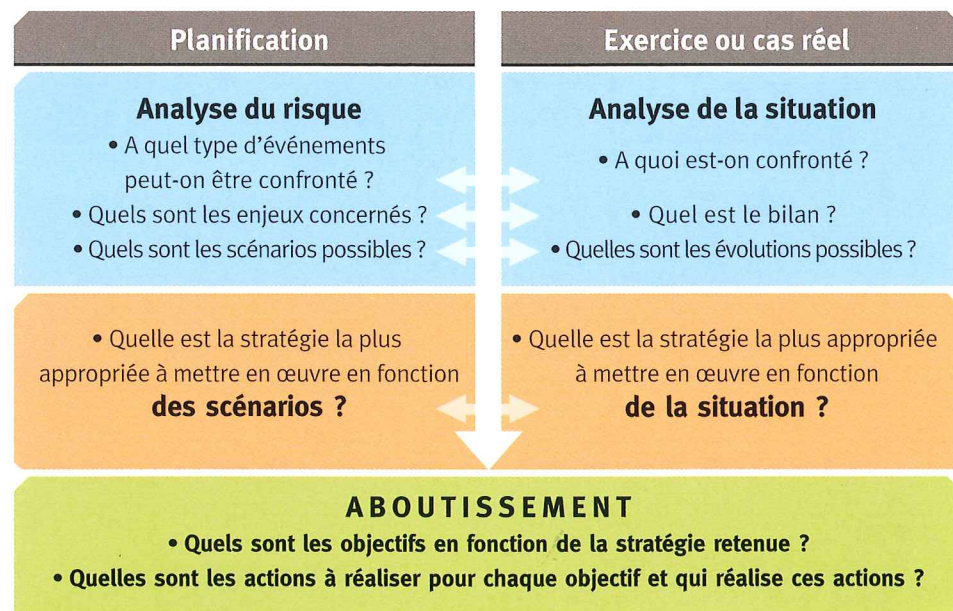 Planification
Analyse du risque
• A quel type d'événements
peut-on être confronté ?
• Quels sont les enjeux concernés ?
• Quels sont les scénarios possibles ?
• Quelle est la stratégie la plus
appropriée à mettre en œuvre en fonction
des scénarios ?
Exercice ou cas réel
Analyse de la situation
• A quoi est-on confronté ?
• Quel est le bilan ?
• Quelles sont les évolutions possibles ?
• Quelle est la stratégie la plus appropriée
à mettre en œuvre en fonction
de la situation ?
ABOUTISSEMENT
• Quels sont les objectifs en fonction de la stratégie retenue ?
• Quelles sont les actions à réaliser pour chaque objectif et qui réalise ces actions ?